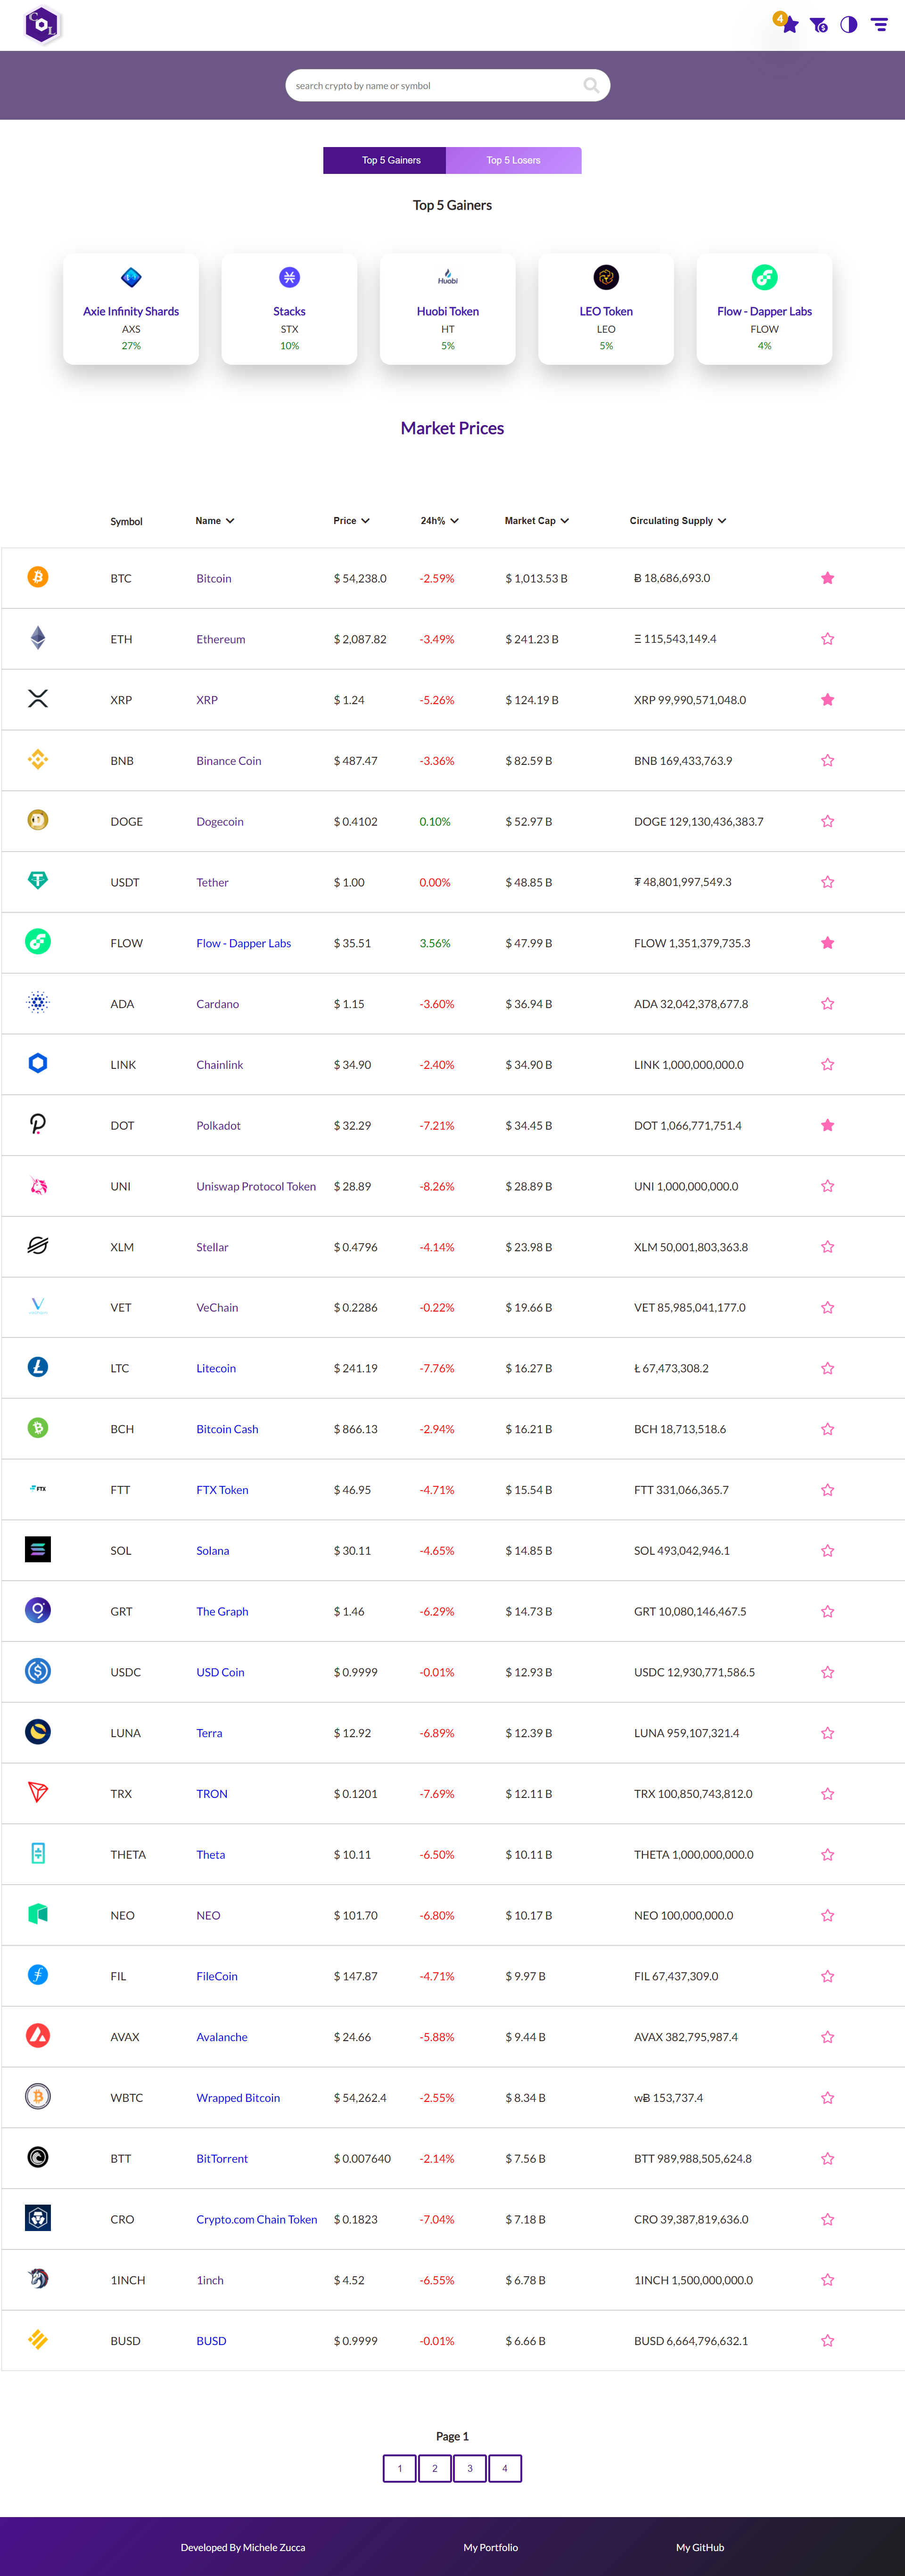 COL
4
search crypto by name or symbol
Top 5 Gainers Top 5 Losers
Top 5 Gainers
Axie Infinity Shards
AXS
27%
Stacks
STX
10%
Huobi
Huobi Token
HT
5%
LEO Token
LEO
5%
Flow - Dapper Labs
FLOW
4%
Market Prices
Symbol Name Price 24h% Market Cap Circulating Supply
BTC Bitcoin $ 54,238.0 -2.59% $ 1,013.53 B Ƀ 18,686,693.0
ETH Ethereum $ 2,087.82 -3.49% $ 241.23 B Ξ 115,543,149.4
XRP XRP $ 1.24 -5.26% $ 124.19 B XRP 99,990,571,048.0
BNB Binance Coin $ 487.47 -3.36% $ 82.59 B BNB 169,433,763.9
DOGE Dogecoin $ 0.4102 0.10% $ 52.97 B DOGE 129,130,436,383.7
USDT Tether $ 1.00 0.00% $ 48.85 B ₮ 48,801,997,549.3
FLOW Flow - Dapper Labs $ 35.51 3.56% $ 47.99 B FLOW 1,351,379,735.3
ADA Cardano $ 1.15 -3.60% $ 36.94 B ADA 32,042,378,677.8
LINK Chainlink $ 34.90 -2.40% $ 34.90 B LINK 1,000,000,000.0
DOT Polkadot $ 32.29 -7.21% $ 34.45 B DOT 1,066,771,751.4
UNI Uniswap Protocol Token $ 28.89 -8.26% $ 28.89 B UNI 1,000,000,000.0
XLM Stellar $ 0.4796 -4.14% $ 23.98 B XLM 50,001,803,363.8
VET VeChain $ 0.2286 -0.22% $ 19.66 B VET 85,985,041,177.0
LTC Litecoin $ 241.19 -7.76% $ 16.27 B Ł 67,473,308.2
BCH Bitcoin Cash $ 866.13 -2.94% $ 16.21 B BCH 18,713,518.6
FTX FTT FTX Token $ 46.95 -4.71% $ 15.54 B FTT 331,066,365.7
SOL Solana $ 30.11 -4.65% $ 14.85 B SOL 493,042,946.1
GRT The Graph $ 1.46 -6.29% $ 14.73 B GRT 10,080,146,467.5
USDC USD Coin $ 0.9999 -0.01% $ 12.93 B USDC 12,930,771,586.5
LUNA Terra $ 12.92 -6.89% $ 12.39 B LUNA 959,107,321.4
TRX TRON $ 0.1201 -7.69% $ 12.11 B TRX 100,850,743,812.0
THETA Theta $ 10.11 -6.50% $ 10.11 B THETA 1,000,000,000.0
NEO NEO $ 101.70 -6.80% $ 10.17 B NEO 100,000,000.0
FIL FileCoin $ 147.87 -4.71% $ 9.97 B FIL 67,437,309.0
AVAX Avalanche $ 24.66 -5.88% $ 9.44 B AVAX 382,795,987.4
WBTC Wrapped Bitcoin $ 54,262.4 -2.55% $ 8.34 B wɃ 153,737.4
BTT BitTorrent $ 0.007640 -2.14% $ 7.56 B BTT 989,988,505,624.8
CRO Crypto.com Chain Token $ 0.1823 -7.04% $ 7.18 B CRO 39,387,819,636.0
1INCH 1inch $ 4.52 -6.55% $ 6.78 B 1INCH 1,500,000,000.0
BUSD BUSD $ 0.9999 -0.01% $ 6.66 B BUSD 6,664,796,632.1
Page 1
1 2 3 4
Developed By Michele Zucca My Portfolio My GitHub